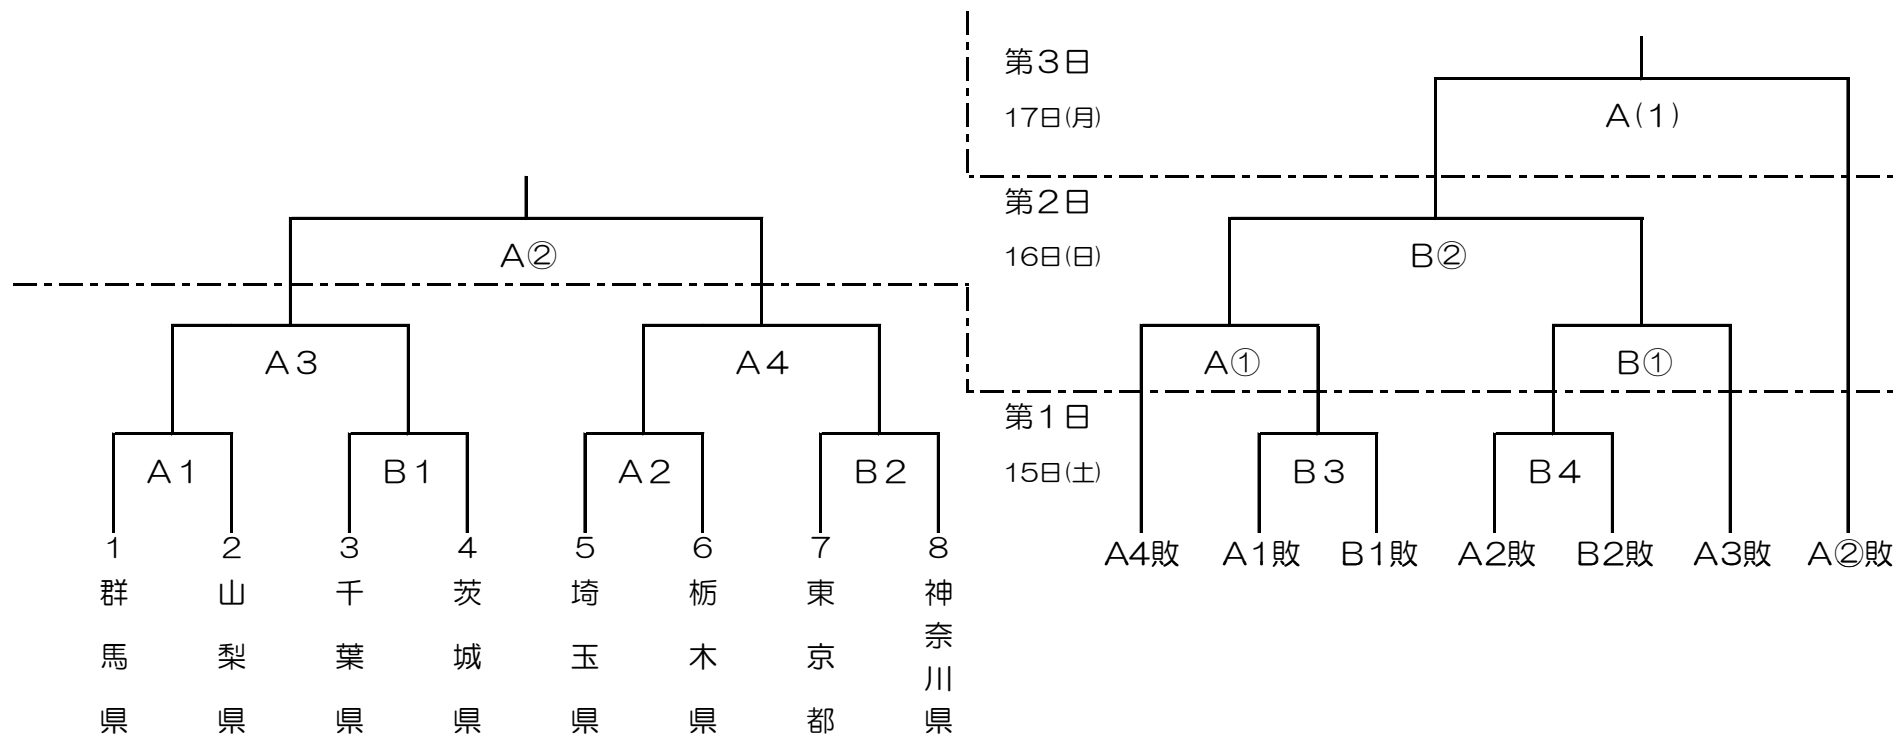 第３日
17日(月)
A(1)
第２日
16日(日)
A②
B②
A３
A４
A①
B①
第１日
15日(土)
A１
B１
A２
B２
B３
B４
1
2
3
4
5
6
7
8
A4敗
A1敗
B1敗
A2敗
B2敗
A3敗
A②敗
群馬県
山梨県
千葉県
茨城県
埼玉県
栃木県
東京都
神奈川県